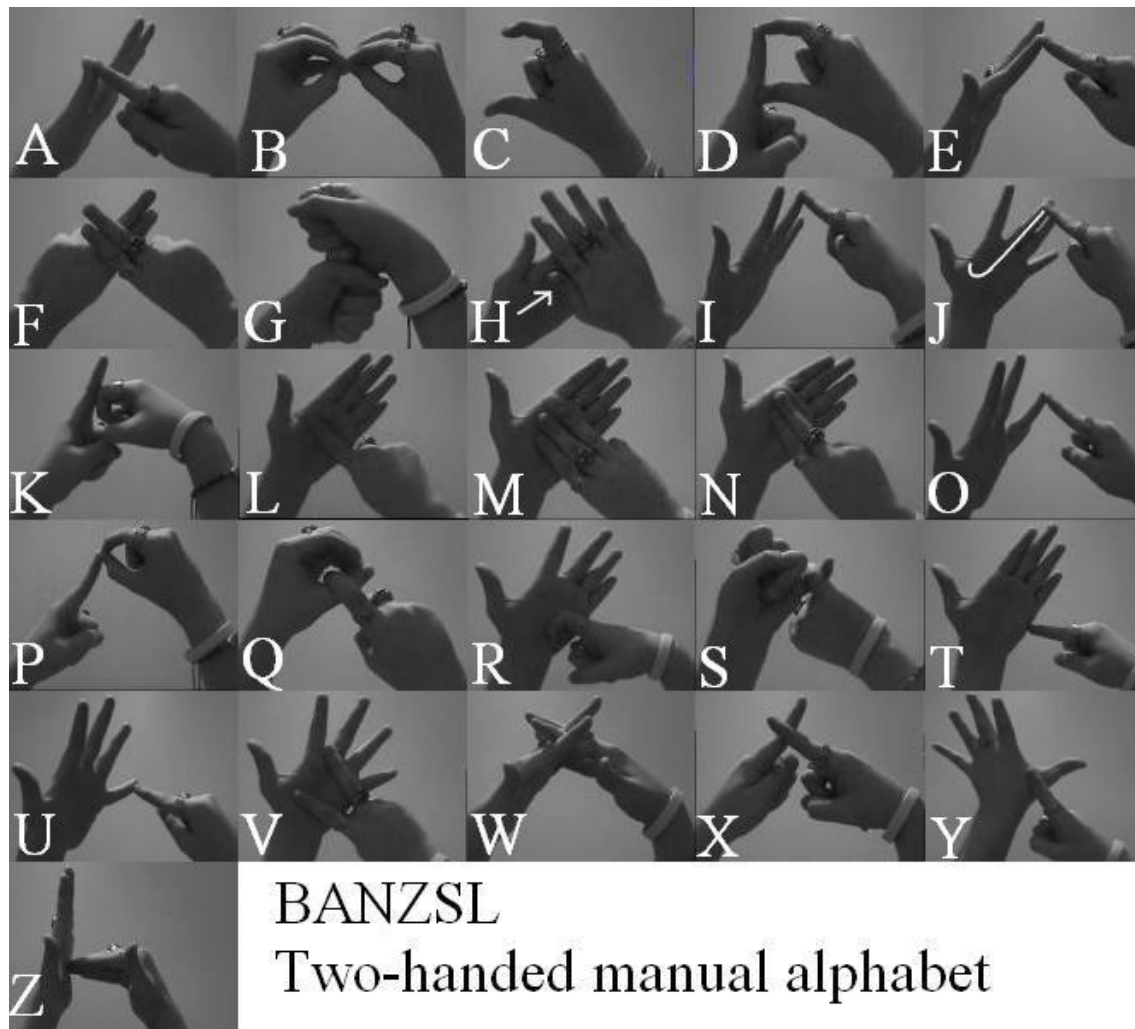 A B C D E
F G H I J
K L M N O
P Q R S T
U V W X Y
Z
BANZSL
Two-handed manual alphabet